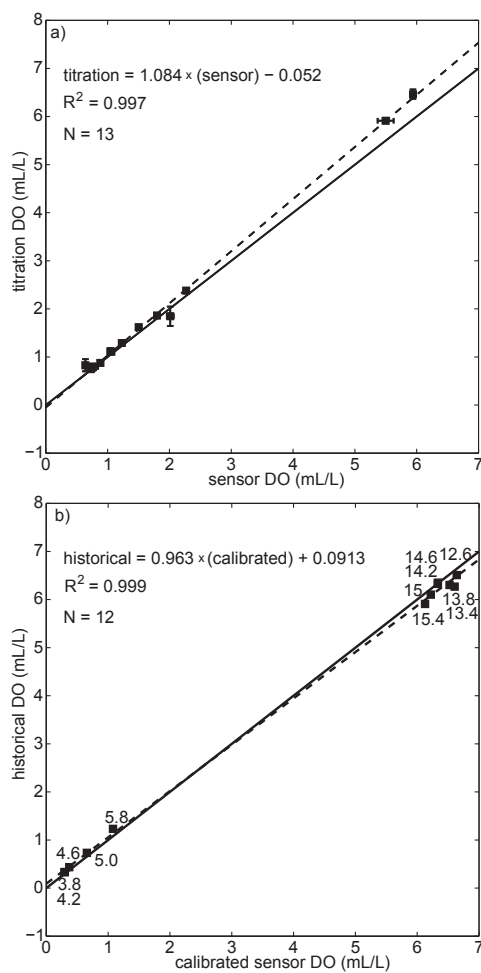 a)
titration = 1.084 × (sensor) − 0.052
R² = 0.997
N = 13
titration DO (mL/L)
8
7
6
5
4
3
2
1
0
−1
0 1 2 3 4 5 6 7
sensor DO (mL/L)
b)
historical = 0.963 × (calibrated) + 0.0913
R² = 0.999
N = 12
14.6 12.6
14.2
15
13.8
15.4 13.4
5.8
4.6
5.0
3.8
4.2
historical DO (mL/L)
8
7
6
5
4
3
2
1
0
−1
0 1 2 3 4 5 6 7
calibrated sensor DO (mL/L)